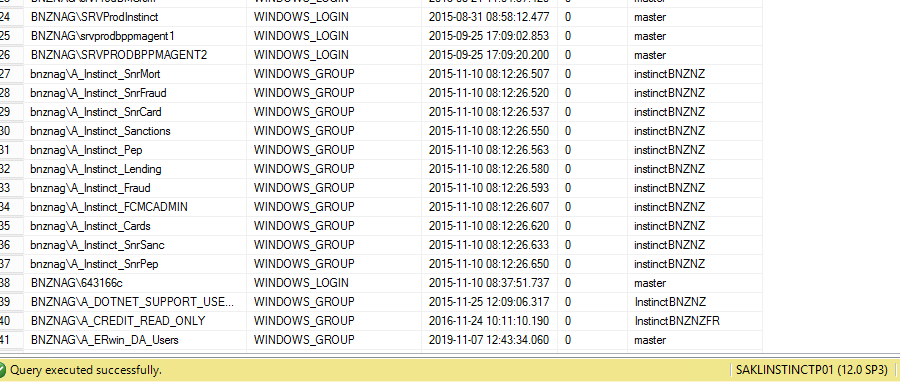 24 BNZNAG\SRVProdInstinct WINDOWS_LOGIN 2015-08-31 08:58:12.477 0 master
25 BNZNAG\srvprodbppmagent1 WINDOWS_LOGIN 2015-09-25 17:09:02.853 0 master
26 BNZNAG\SRVPRODBPPMAGENT2 WINDOWS_LOGIN 2015-09-25 17:09:20.200 0 master
27 bnznag\A_Instinct_SnrMort WINDOWS_GROUP 2015-11-10 08:12:26.507 0 instinctBNZNZ
28 bnznag\A_Instinct_SnrFraud WINDOWS_GROUP 2015-11-10 08:12:26.520 0 instinctBNZNZ
29 bnznag\A_Instinct_SnrCard WINDOWS_GROUP 2015-11-10 08:12:26.537 0 instinctBNZNZ
30 bnznag\A_Instinct_Sanctions WINDOWS_GROUP 2015-11-10 08:12:26.550 0 instinctBNZNZ
31 bnznag\A_Instinct_Pep WINDOWS_GROUP 2015-11-10 08:12:26.563 0 instinctBNZNZ
32 bnznag\A_Instinct_Lending WINDOWS_GROUP 2015-11-10 08:12:26.580 0 instinctBNZNZ
33 bnznag\A_Instinct_Fraud WINDOWS_GROUP 2015-11-10 08:12:26.593 0 instinctBNZNZ
34 bnznag\A_Instinct_FCMCADMIN WINDOWS_GROUP 2015-11-10 08:12:26.607 0 instinctBNZNZ
35 bnznag\A_Instinct_Cards WINDOWS_GROUP 2015-11-10 08:12:26.620 0 instinctBNZNZ
36 bnznag\A_Instinct_SnrSanc WINDOWS_GROUP 2015-11-10 08:12:26.633 0 instinctBNZNZ
37 bnznag\A_Instinct_SnrPep WINDOWS_GROUP 2015-11-10 08:12:26.650 0 instinctBNZNZ
38 BNZNAG\643166c WINDOWS_LOGIN 2015-11-10 08:37:51.737 0 master
39 BNZNAG\A_DOTNET_SUPPORT_USE... WINDOWS_GROUP 2015-11-25 12:09:06.317 0 InstinctBNZNZ
40 BNZNAG\A_CREDIT_READ_ONLY WINDOWS_GROUP 2016-11-24 10:11:10.190 0 InstinctBNZNZFR
41 BNZNAG\A_ERwin_DA_Users WINDOWS_GROUP 2019-11-07 12:43:34.060 0 master
Query executed successfully. SAKLINSTINCTP01 (12.0 SP3)